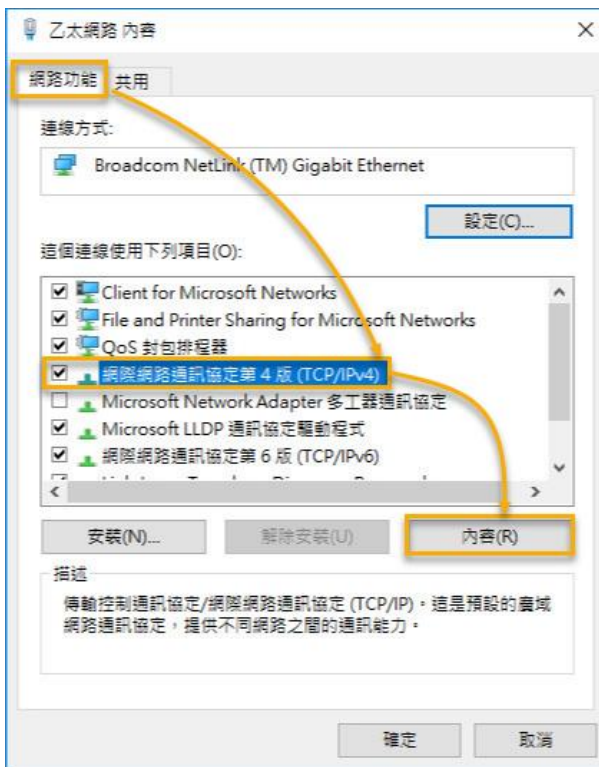 乙太網路 內容
網路功能 共用
連線方式:
Broadcom NetLink (TM) Gigabit Ethernet
設定(C)...
這個連線使用下列項目(O):
Client for Microsoft Networks
File and Printer Sharing for Microsoft Networks
QoS 封包排程器
網際網路通訊協定第 4 版 (TCP/IPv4)
Microsoft Network Adapter 多工器通訊協定
Microsoft LLDP 通訊協定驅動程式
網際網路通訊協定第 6 版 (TCP/IPv6)
安裝(N)... 解除安裝(U) 內容(R)
描述
傳輸控制通訊協定/網際網路通訊協定 (TCP/IP)。這是預設的廣域
網路通訊協定，提供不同網路之間的通訊能力。
確定 取消